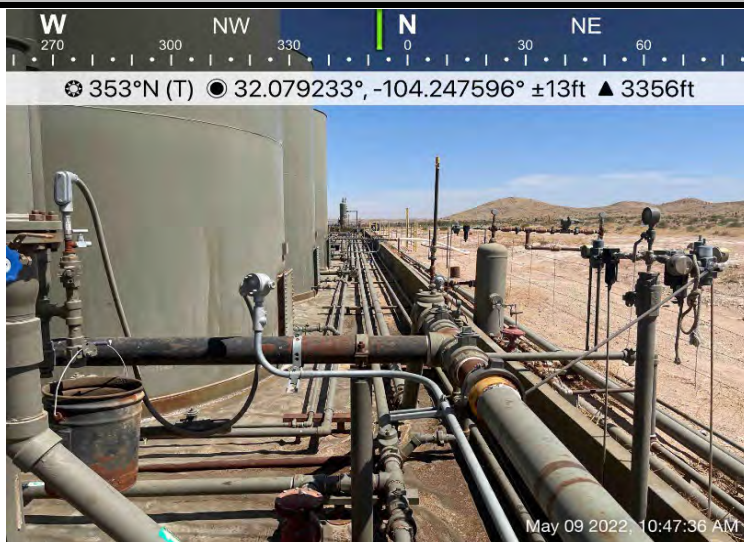 W NW N NE
270 300 330 0 30 60
353°N (T) 32.079233°, -104.247596° ±13ft ▲ 3356ft
May 09 2022, 10:47:36 AM